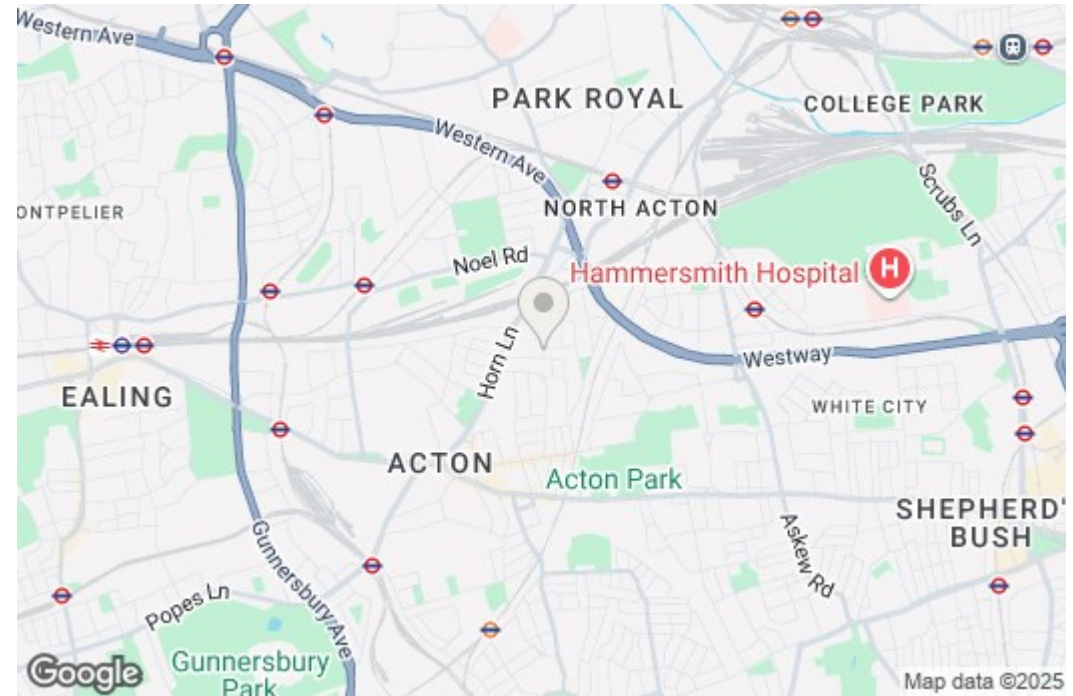 Western Ave
PARK ROYAL
COLLEGE PARK
Western Ave
Scrubs Ln
ONTPELIER
NORTH ACTON
Noel Rd
Hammersmith Hospital
H
Horn Ln
Westway
EALING
WHITE CITY
ACTON
Acton Park
SHEPHERD'
BUSH
Askew Rd
Gunnersbury Ave
Popes Ln
Gunnersbury
Park
Google
Map data ©2025